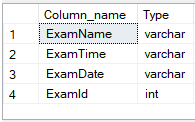 Column_name Type
1 ExamName varchar
2 ExamTime varchar
3 ExamDate varchar
4 ExamId int